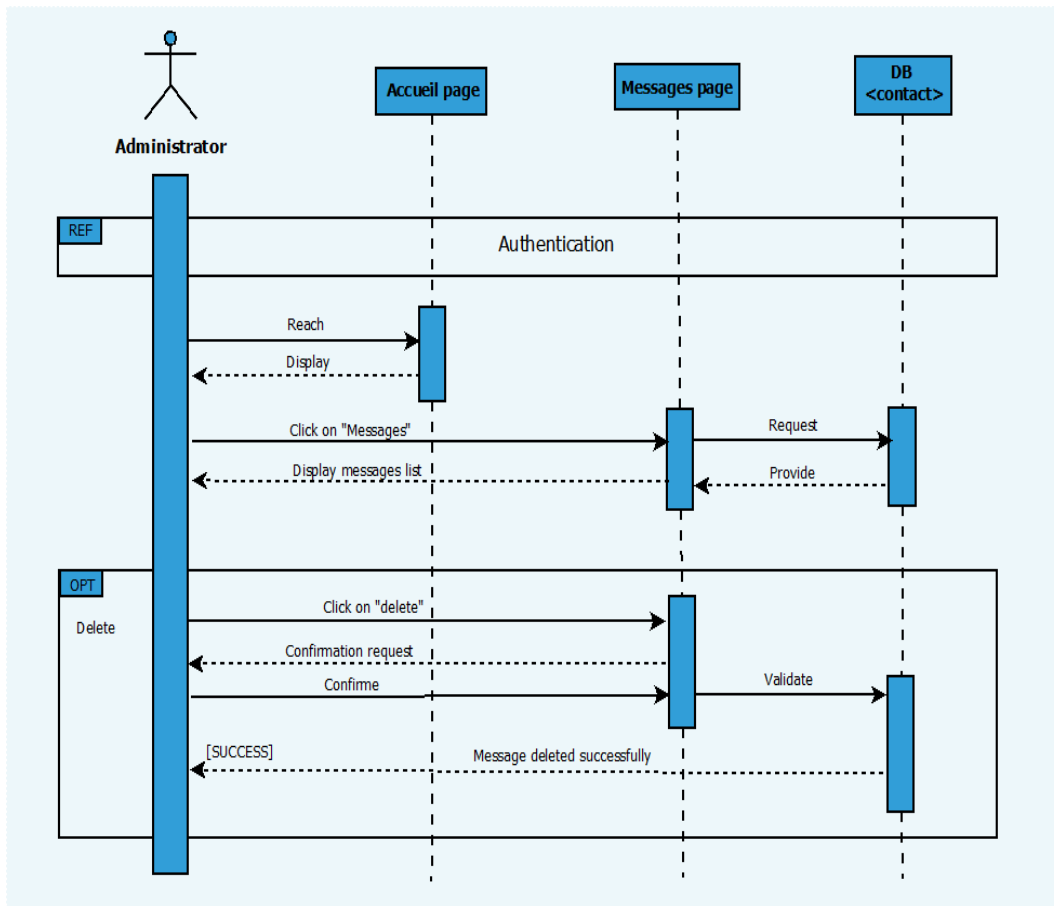 Administrator
Accueil page
Messages page
DB
<contact>
REF
Authentication
Reach
Display
Click on "Messages"
Request
Display messages list
Provide
OPT
Delete
Click on "delete"
Confirmation request
Confirme
Validate
[SUCCESS]
Message deleted successfully